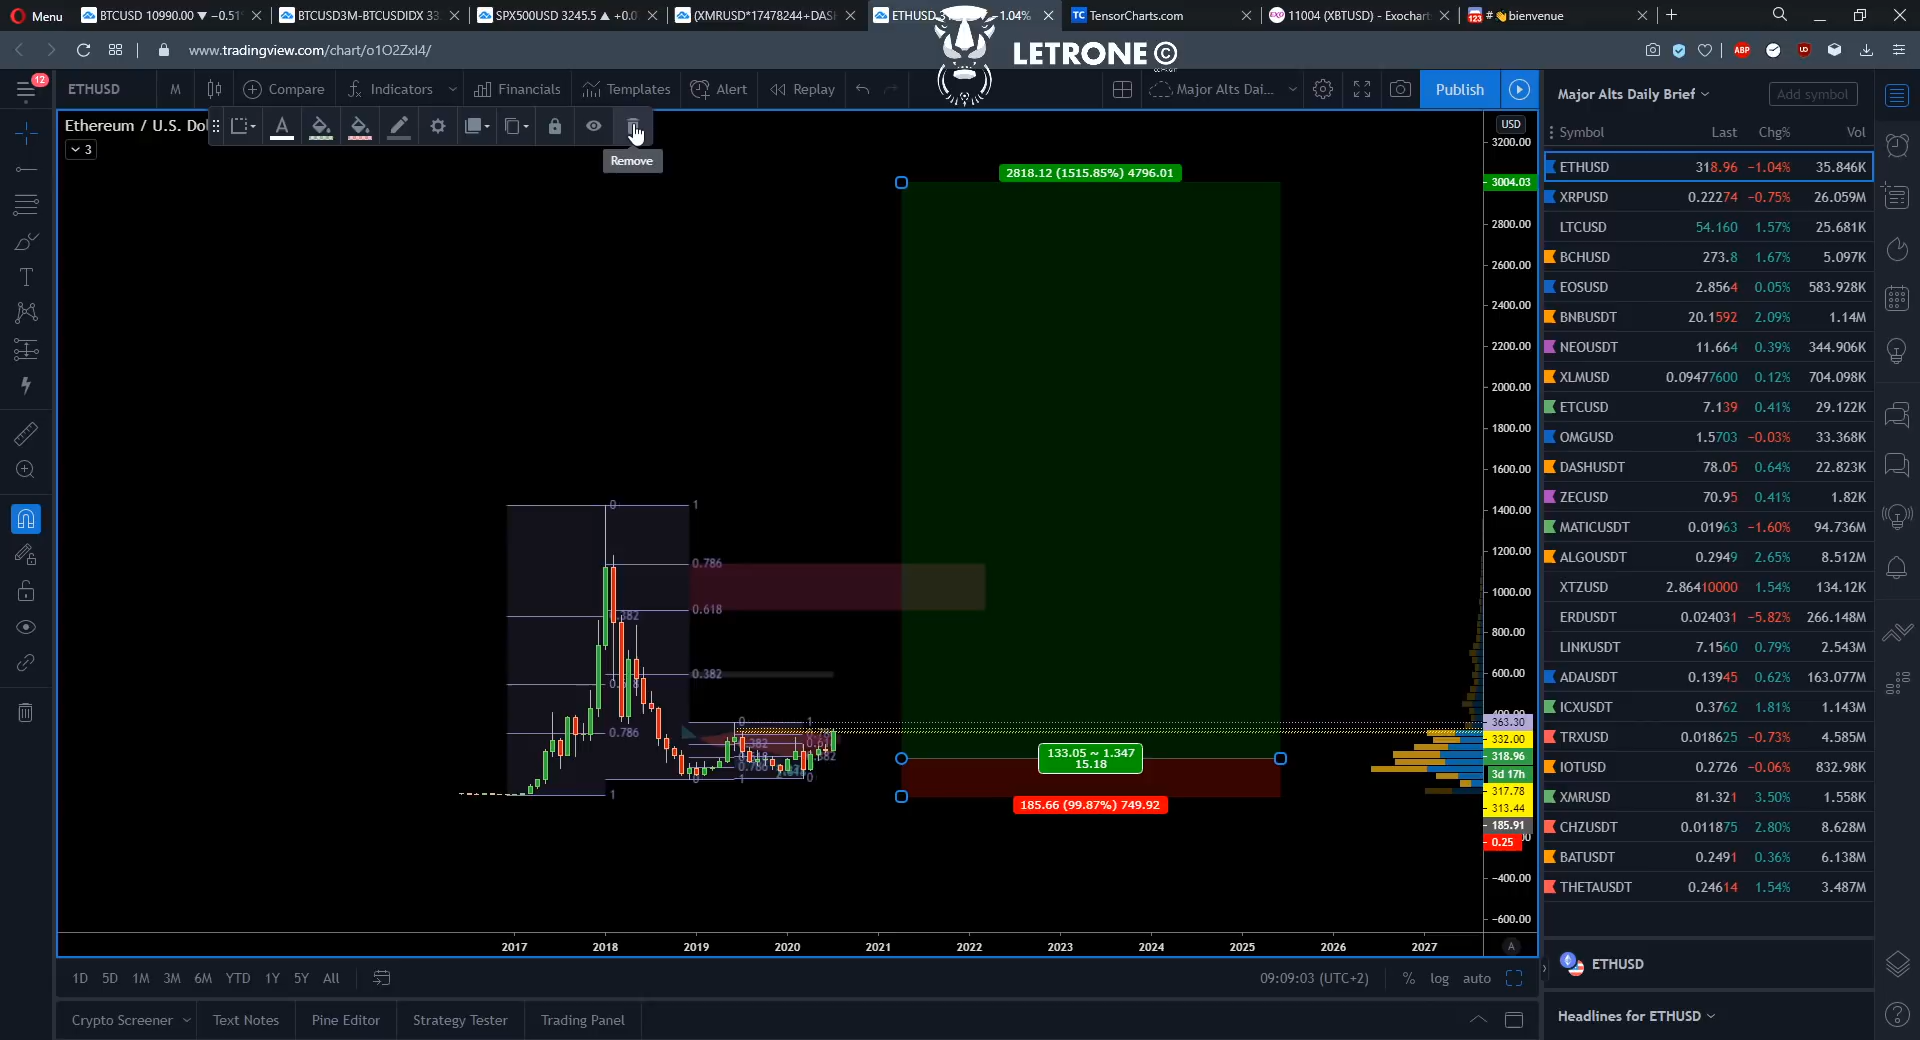 Menu
BTCUSD 10990.00 ▼ −0.51
BTCUSD3M-BTCUSDIDX 33
SPX500USD 3245.5 ▲ +0.0
(XMRUSD*17478244+DAS
ETHUSD 31
−1.04%
TensorCharts.com
11004 (XBTUSD) - Exochart
#👋bienvenue
www.tradingview.com/chart/o1O2ZxI4/
LETRONE ©
12
ETHUSD
M
Compare
Indicators
Financials
Templates
Alert
Replay
Major Alts Dai...
Publish
Ethereum / U.S. Dol
3
Remove
Major Alts Daily Brief
Add symbol
Symbol Last Chg% Vol
ETHUSD 318.96 −1.04% 35.846K
XRPUSD 0.22274 −0.75% 26.059M
LTCUSD 54.160 1.57% 25.681K
BCHUSD 273.8 1.67% 5.097K
EOSUSD 2.8564 0.05% 583.928K
BNBUSDT 20.1592 2.09% 1.14M
NEOUSDT 11.664 0.39% 344.906K
XLMUSD 0.09477600 0.12% 704.098K
ETCUSD 7.139 0.41% 29.122K
OMGUSD 1.5703 −0.03% 33.368K
DASHUSDT 78.05 0.64% 22.823K
ZECUSD 70.95 0.41% 1.82K
MATICUSDT 0.01963 −1.60% 94.736M
ALGOUSDT 0.2949 2.65% 8.512M
XTZUSD 2.86410000 1.54% 134.12K
ERDUSDT 0.024031 −5.82% 266.148M
LINKUSDT 7.1560 0.79% 2.543M
ADAUSDT 0.13945 0.62% 163.077M
ICXUSDT 0.3762 1.81% 1.143M
TRXUSD 0.018625 −0.73% 4.585M
IOTUSD 0.2726 −0.06% 832.98K
XMRUSD 81.321 3.50% 1.558K
CHZUSDT 0.011875 2.80% 8.628M
BATUSDT 0.2491 0.36% 6.138M
THETAUSDT 0.24614 1.54% 3.487M
ETHUSD
Headlines for ETHUSD
USD
3200.00
3004.03
2800.00
2600.00
2400.00
2200.00
2000.00
1800.00
1600.00
1400.00
1200.00
1000.00
800.00
600.00
363.30
332.00
318.96
3d 17h
317.78
313.44
185.91
0.25
−400.00
−600.00
2818.12 (1515.85%) 4796.01
133.05 ~ 1.347
15.18
185.66 (99.87%) 749.92
0
1
0.786
0.618
0.382
0.786
1
2017 2018 2019 2020 2021 2022 2023 2024 2025 2026 2027
A
1D 5D 1M 3M 6M YTD 1Y 5Y All
09:09:03 (UTC+2)
% log auto
Crypto Screener Text Notes Pine Editor Strategy Tester Trading Panel